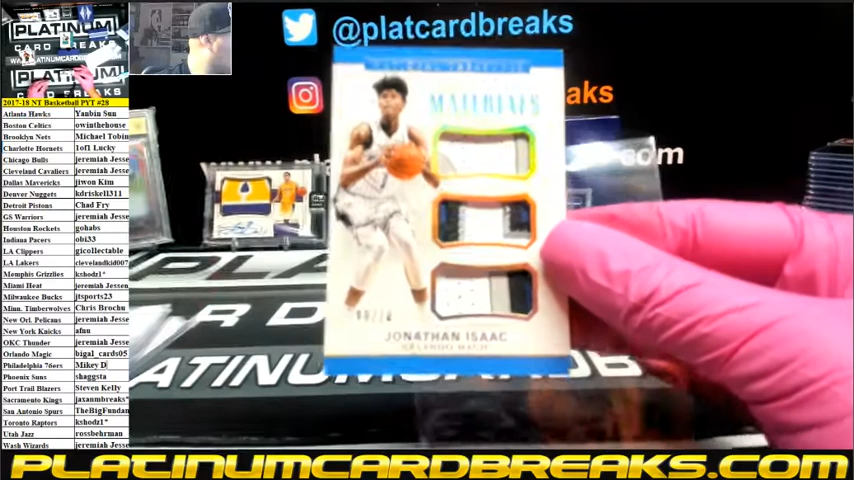 PLATINUM
CARD BREAKS
2017-18 NT Basketball PYT #28
Atlanta Hawks Yanbin Sun
Boston Celtics owinthehouse
Brooklyn Nets Michael Tobin
Charlotte Hornets 1of1 Lucky
Chicago Bulls jeremiah Jesse
Cleveland Cavaliers jeremiah Jesse
Dallas Mavericks jiwon Kim
Denver Nuggets kdriskell311
Detroit Pistons Chad Fry
GS Warriors jeremiah Jesse
Houston Rockets gohabs
Indiana Pacers obi33
LA Clippers gicollectable
LA Lakers clevelandkid007
Memphis Grizzlies kshodz1*
Miami Heat jeremiah Jessen
Milwaukee Bucks jtsports23
Minn. Timberwolves Chris Brochu
New Orl. Pelicans jeremiah Jesse
New York Knicks afnu
OKC Thunder jeremiah Jesse
Orlando Magic biga1_cards05
Philadelphia 76ers Mikey D
Phoenix Suns shaggsta
Port Trail Blazers Steven Kelly
Sacramento Kings jaxanmbreaks*
San Antonio Spurs TheBigFundan
Toronto Raptors kshodz1*
Utah Jazz rossbehrman
Wash Wizards jeremiah Jesse
@platcardbreaks
aks
om
MATERIALS
JONATHAN ISAAC
ORLANDO MAGIC
PLATINUMCARDBREAKS.COM